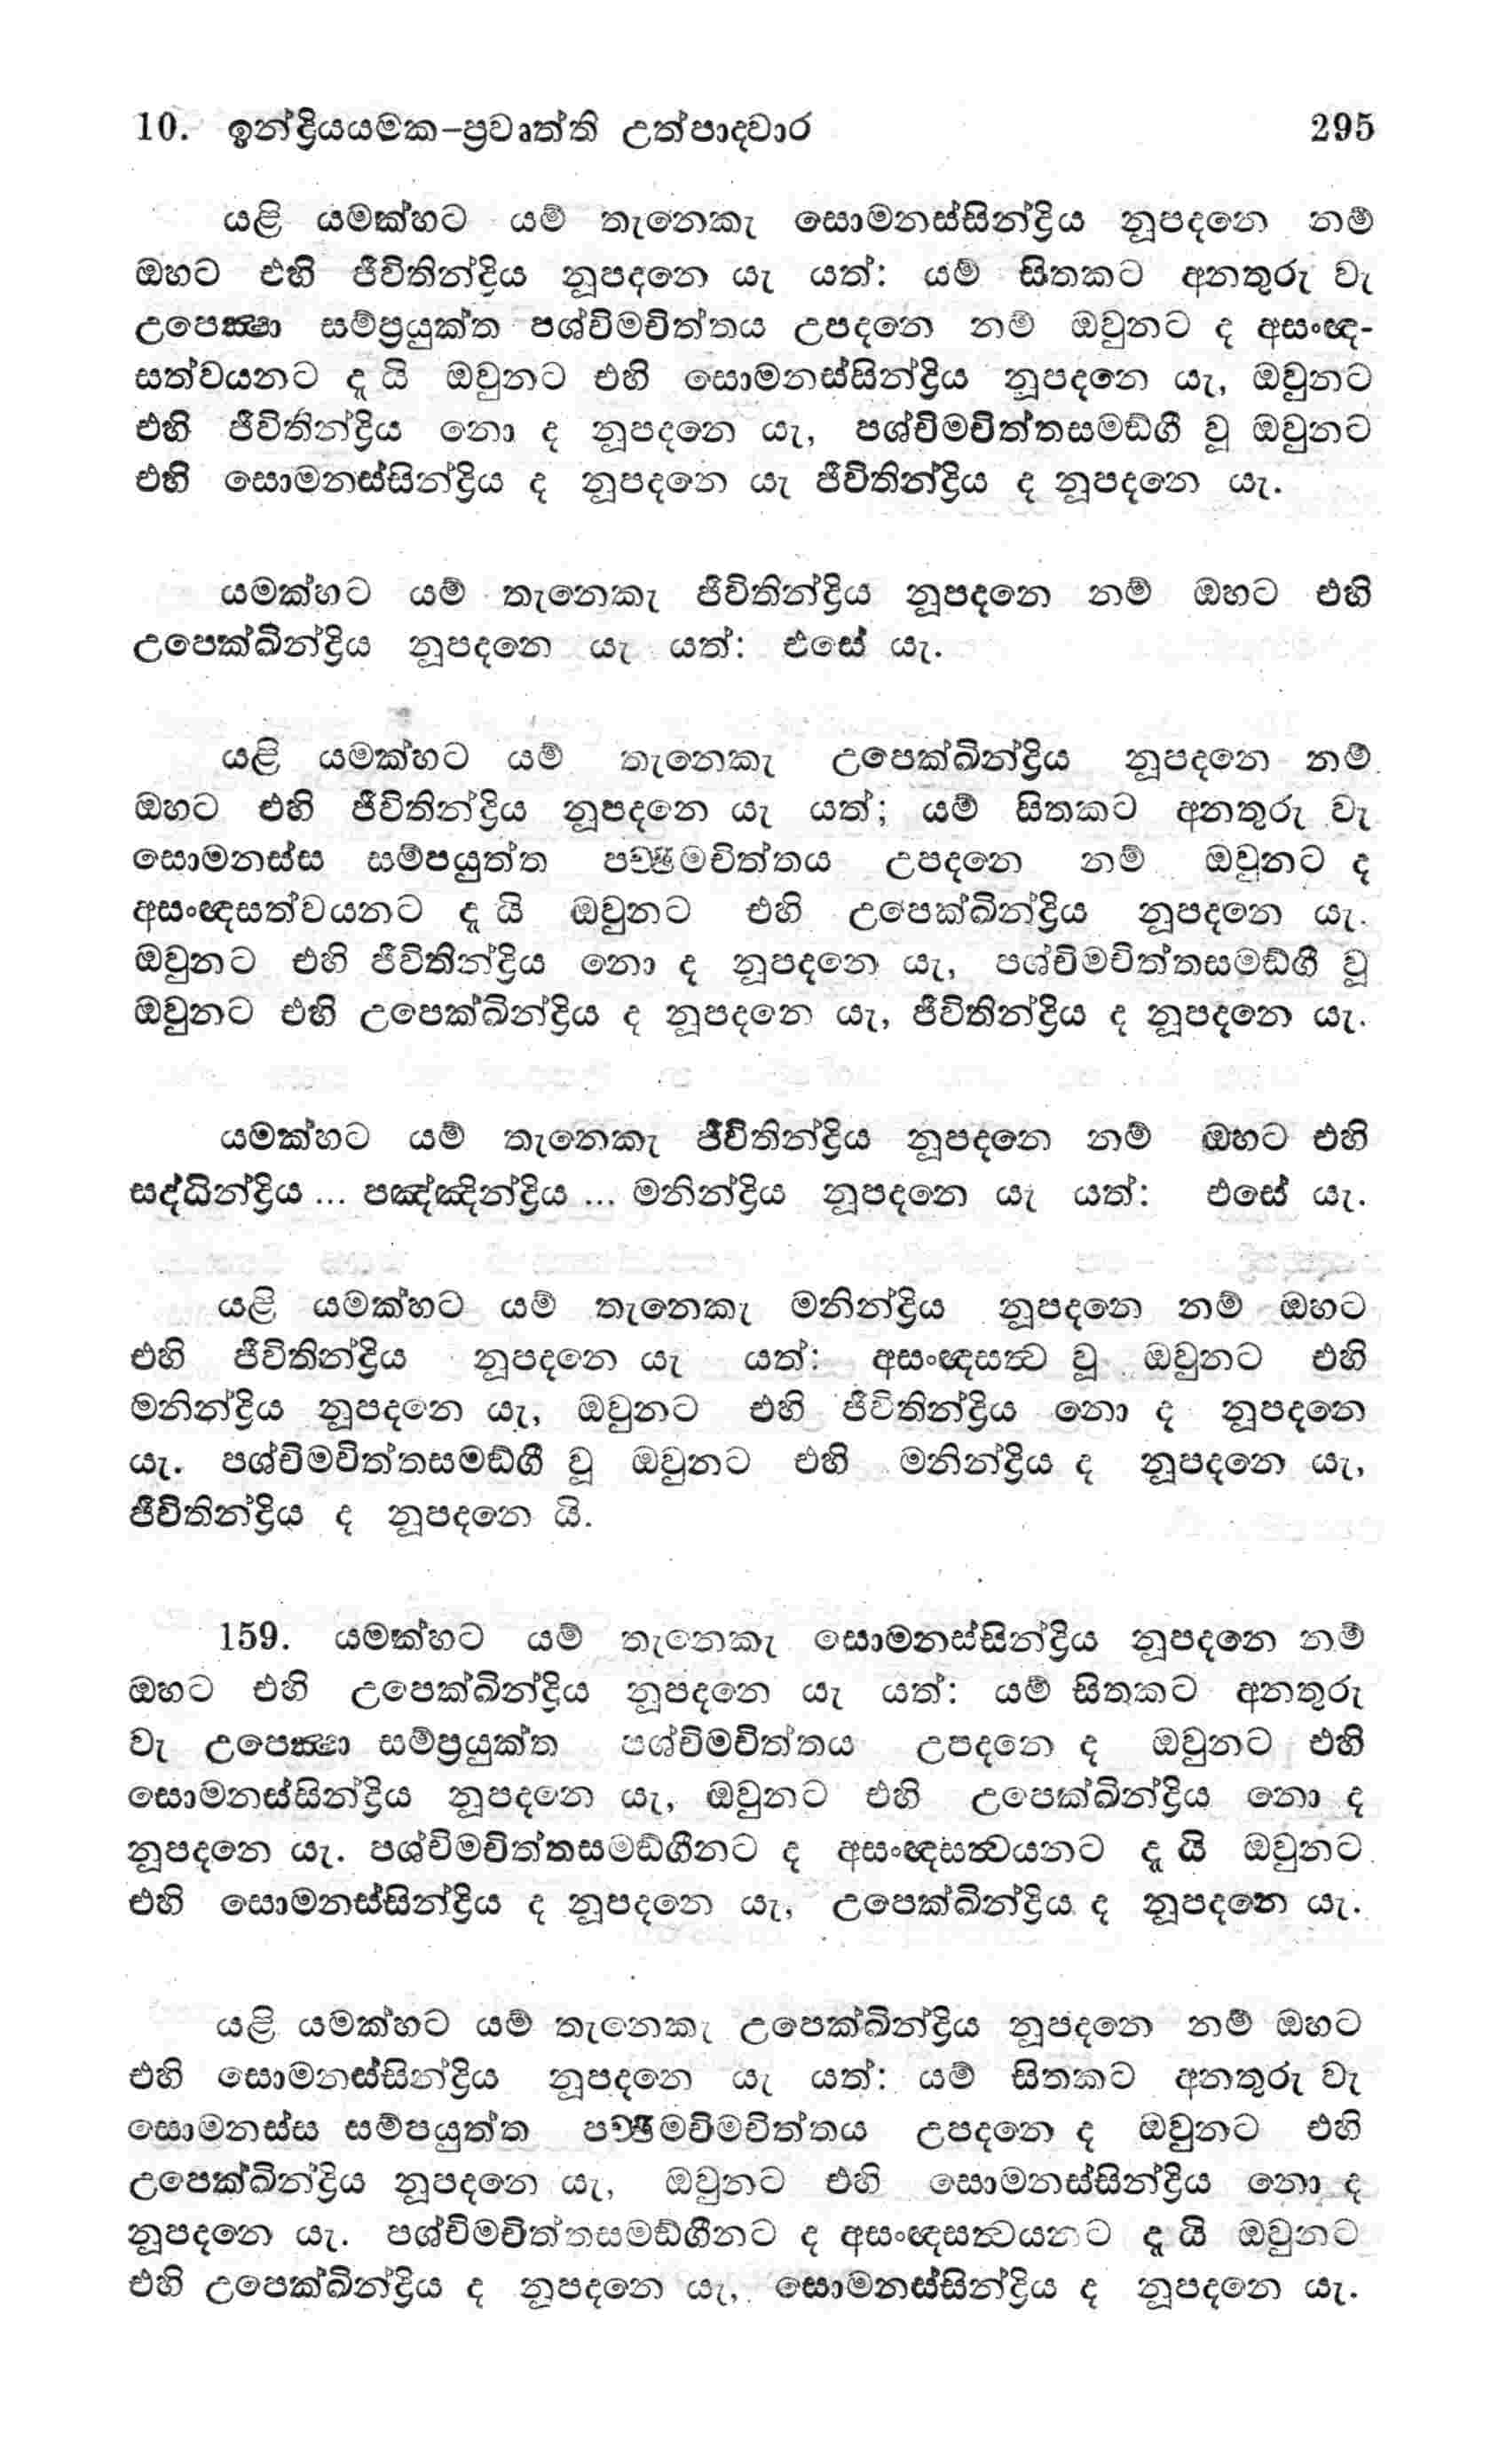 10. ඉන්ද්‍රියයමක-ප්‍රවෘත්ති උත්පාදවාර 295
යළි යමක්හට යම් තැනෙකැ සොමනස්සින්ද්‍රිය නූපදනෙ නම්
ඔහට එහි ජීවිතින්ද්‍රිය නූපදනෙ යැ යත්: යම් සිතකට අනතුරු වැ
උපෙක්‍ෂා සම්ප්‍රයුක්ත පශ්චිමචිත්තය උපදනෙ නම් ඔවුනට ද අසංඥ-
සත්වයනට දු යි ඔවුනට එහි සොමනස්සින්ද්‍රිය නූපදනෙ යැ, ඔවුනට
එහි ජීවිතින්ද්‍රිය නො ද නූපදනෙ යැ, පශ්චිමචිත්තසමඞ්ගී වූ ඔවුනට
එහි සොමනස්සින්ද්‍රිය ද නූපදනෙ යැ ජීවිතින්ද්‍රිය ද නූපදනෙ යැ.
යමක්හට යම් තැනෙකැ ජීවිතින්ද්‍රිය නූපදනෙ නම් ඔහට එහි
උපෙක්ඛින්ද්‍රිය නූපදනෙ යැ යත්: එසේ යැ.
යළි යමක්හට යම් තැනෙකැ උපෙක්ඛින්ද්‍රිය නූපදනෙ නම්
ඔහට එහි ජීවිතින්ද්‍රිය නූපදනෙ යැ යත්; යම් සිතකට අනතුරු වැ
සොමනස්ස සම්පයුත්ත පච්ඡිමචිත්තය උපදනෙ නම් ඔවුනට ද
අසංඥසත්වයනට දු යි ඔවුනට එහි උපෙක්ඛින්ද්‍රිය නූපදනෙ යැ.
ඔවුනට එහි ජීවිතින්ද්‍රිය නො ද නූපදනෙ යැ, පශ්චිමචිත්තසමඞ්ගී වූ
ඔවුනට එහි උපෙක්ඛින්ද්‍රිය ද නූපදනෙ යැ, ජීවිතින්ද්‍රිය ද නූපදනෙ යැ.
යමක්හට යම් තැනෙකැ ජීවිතින්ද්‍රිය නූපදනෙ නම් ඔහට එහි
සද්ධින්ද්‍රිය ... පඤ්ඤින්ද්‍රිය ... මනින්ද්‍රිය නූපදනෙ යැ යත්: එසේ යැ.
යළි යමක්හට යම් තැනෙකැ මනින්ද්‍රිය නූපදනෙ නම් ඔහට
එහි ජීවිතින්ද්‍රිය නූපදනෙ යැ යත්: අසංඥසත්‍ව වූ ඔවුනට එහි
මනින්ද්‍රිය නූපදනෙ යැ, ඔවුනට එහි ජීවිතින්ද්‍රිය නො ද නූපදනෙ
යැ. පශ්චිමචිත්තසමඞ්ගී වූ ඔවුනට එහි මනින්ද්‍රිය ද නූපදනෙ යැ,
ජීවිතින්ද්‍රිය ද නූපදනෙ යි.
159. යමක්හට යම් තැනෙකැ සොමනස්සින්ද්‍රිය නූපදනෙ නම්
ඔහට එහි උපෙක්ඛින්ද්‍රිය නූපදනෙ යැ යත්: යම් සිතකට අනතුරු
වැ උපෙක්‍ෂා සම්ප්‍රයුක්ත පශ්චිමචිත්තය උපදනෙ ද ඔවුනට එහි
සොමනස්සින්ද්‍රිය නූපදනෙ යැ, ඔවුනට එහි උපෙක්ඛින්ද්‍රිය නො ද
නූපදනෙ යැ. පශ්චිමචිත්තසමඞ්ගීනට ද අසංඥසත්‍වයනට දු යි ඔවුනට
එහි සොමනස්සින්ද්‍රිය ද නූපදනෙ යැ, උපෙක්ඛින්ද්‍රිය ද නූපදනෙ යැ.
යළි යමක්හට යම් තැනෙකැ උපෙක්ඛින්ද්‍රිය නූපදනෙ නම් ඔහට
එහි සොමනස්සින්ද්‍රිය නූපදනෙ යැ යත්: යම් සිතකට අනතුරු වැ
සොමනස්ස සම්පයුත්ත පච්ඡිමචිමචිත්තය උපදනෙ ද ඔවුනට එහි
උපෙක්ඛින්ද්‍රිය නූපදනෙ යැ, ඔවුනට එහි සොමනස්සින්ද්‍රිය නො ද
නූපදනෙ යැ. පශ්චිමචිත්තසමඞ්ගීනට ද අසංඥසත්‍වයනට දු යි ඔවුනට
එහි උපෙක්ඛින්ද්‍රිය ද නූපදනෙ යැ, සොමනස්සින්ද්‍රිය ද නූපදනෙ යැ.